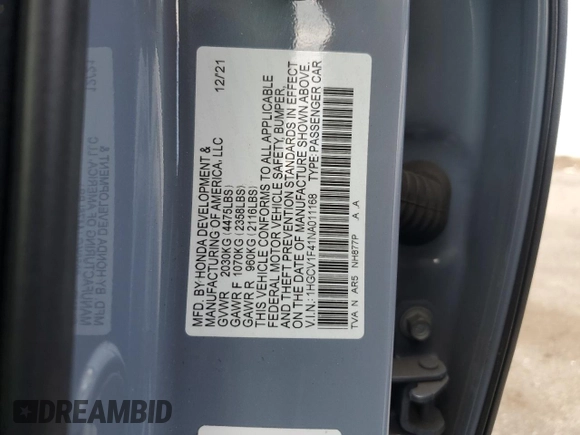 MFD. BY HONDA DEVELOPMENT &
MANUFACTURING OF AMERICA, LLC 12/21
GVWR 2030KG (4475LBS)
GAWR F 1070KG (2358LBS)
GAWR R 960KG (2116LBS)
THIS VEHICLE CONFORMS TO ALL APPLICABLE
FEDERAL MOTOR VEHICLE SAFETY, BUMPER,
AND THEFT PREVENTION STANDARDS IN EFFECT
ON THE DATE OF MANUFACTURE SHOWN ABOVE.
V.I.N.: 1HGCV1F41NA011168 TYPE: PASSENGER CAR
TVA N AR5 NH877P A A
DREAMBID